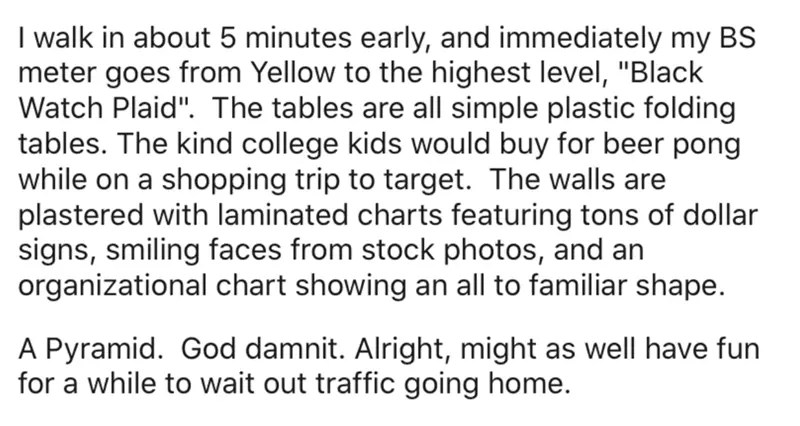 I walk in about 5 minutes early, and immediately my BS
meter goes from Yellow to the highest level, "Black
Watch Plaid".  The tables are all simple plastic folding
tables. The kind college kids would buy for beer pong
while on a shopping trip to target.  The walls are
plastered with laminated charts featuring tons of dollar
signs, smiling faces from stock photos, and an
organizational chart showing an all to familiar shape.
A Pyramid.  God damnit. Alright, might as well have fun
for a while to wait out traffic going home.